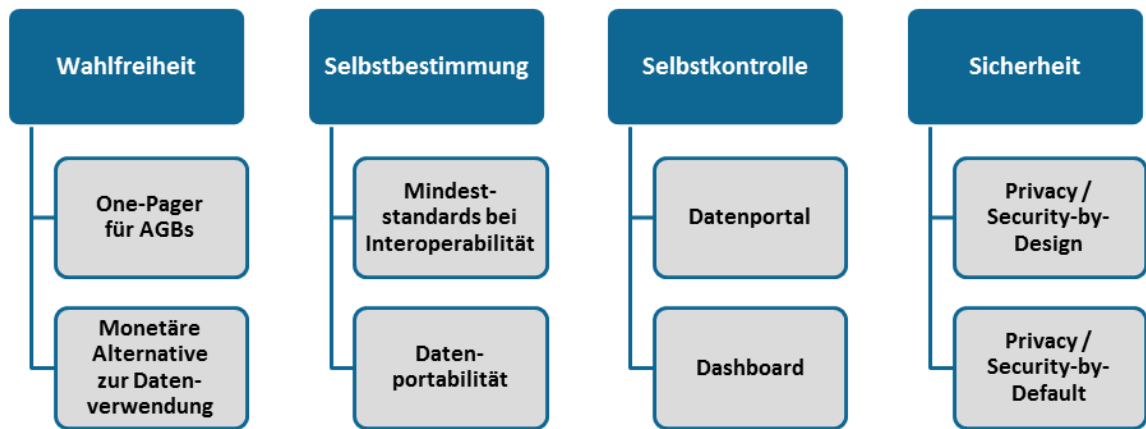 Wahlfreiheit
One-Pager
für AGBs
Monetäre
Alternative
zur Daten-
verwendung
Selbstbestimmung
Mindest-
standards bei
Interoperabilität
Daten-
portabilität
Selbstkontrolle
Datenportal
Dashboard
Sicherheit
Privacy /
Security-by-
Design
Privacy /
Security-by-
Default